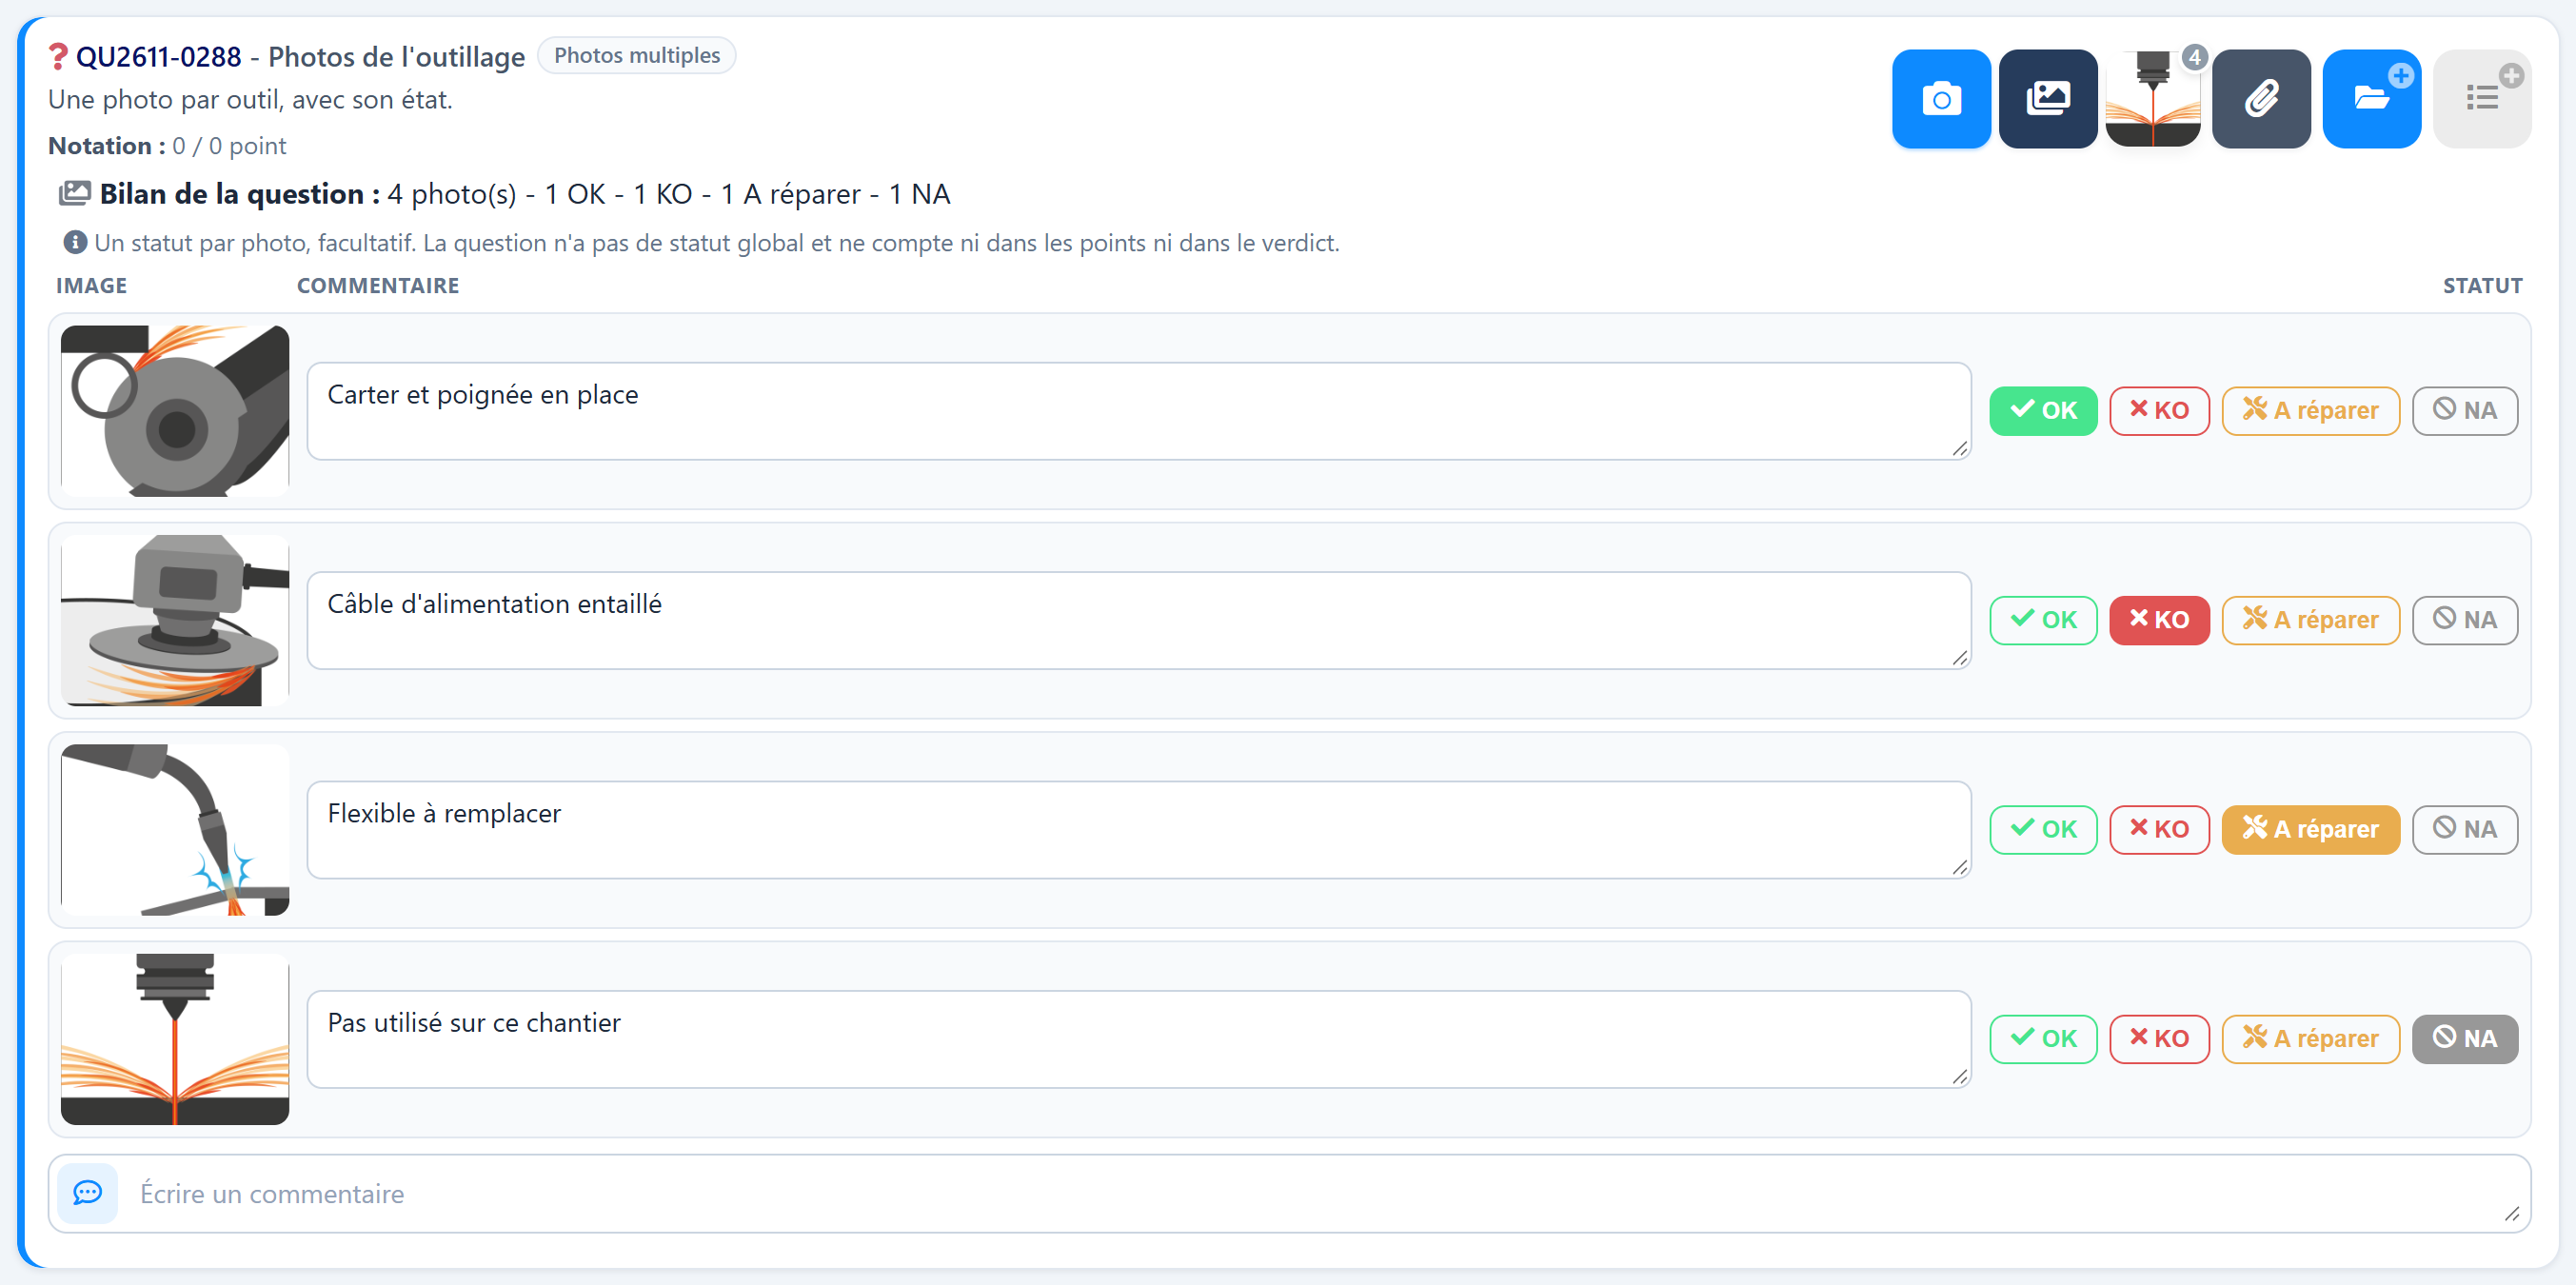 QU2611-0288 - Photos de l'outillage Photos multiples
4
Une photo par outil, avec son état.
Notation : 0 / 0 point
Bilan de la question : 4 photo(s) - 1 OK - 1 KO - 1 A réparer - 1 NA
Un statut par photo, facultatif. La question n'a pas de statut global et ne compte ni dans les points ni dans le verdict.
IMAGE COMMENTAIRE STATUT
Carter et poignée en place OK KO A réparer NA
Câble d'alimentation entaillé OK KO A réparer NA
Flexible à remplacer OK KO A réparer NA
Pas utilisé sur ce chantier OK KO A réparer NA
Écrire un commentaire